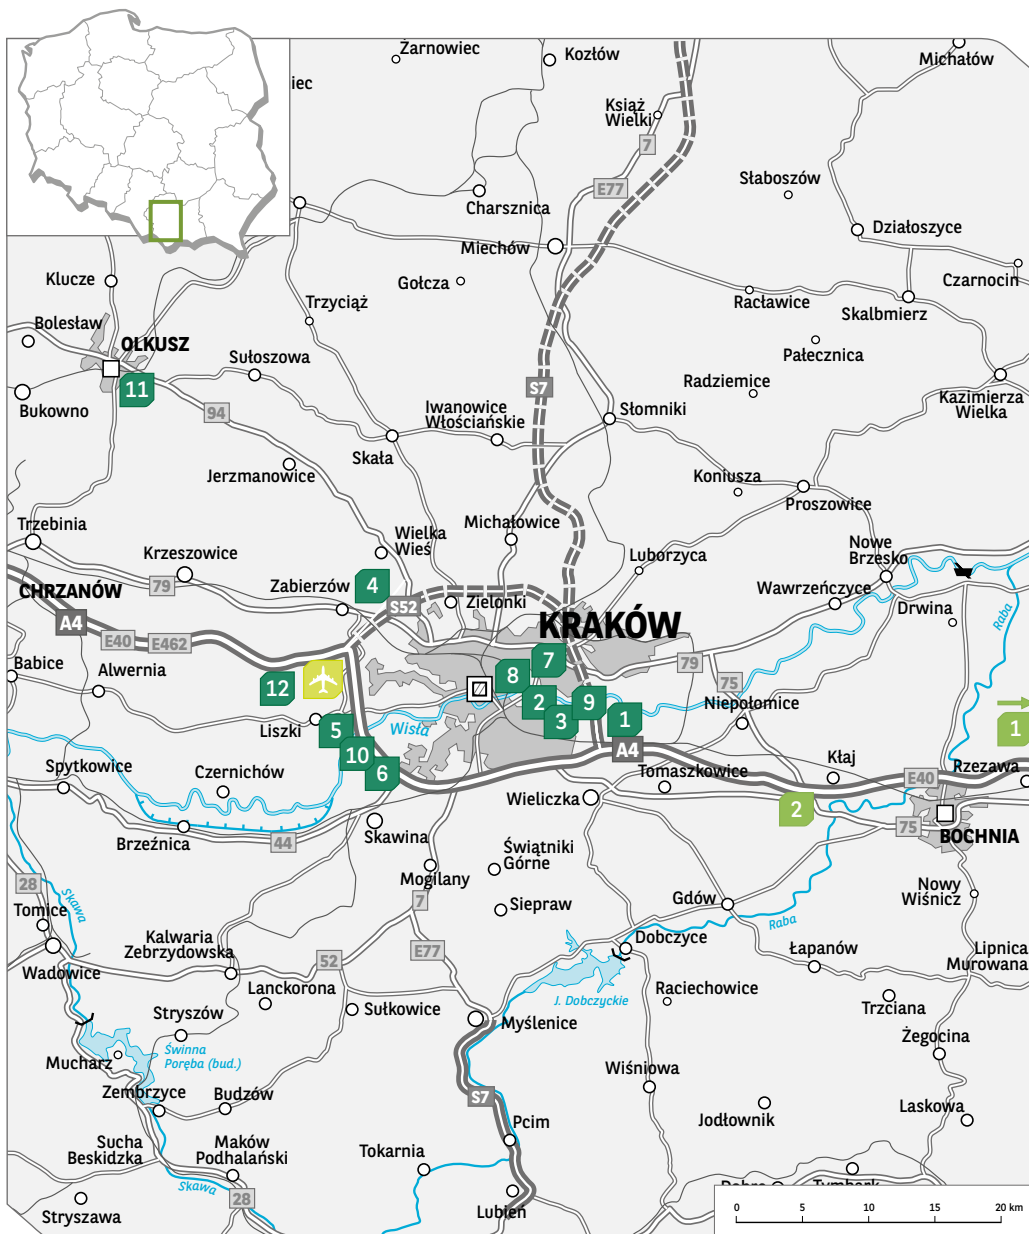 Żarnowiec
Kozłów
Michałów
iec
Książ
Wielki
7
E77
Słaboszów
Charsznica
Działoszyce
Miechów
Czarnocin
Klucze
Gołcza
Racławice
Trzyciąż
Skalbmierz
Bolesław
OLKUSZ
Sułoszowa
Pałecznica
11
Radziemice
S7
Bukowno
94
Iwanowice
Włościańskie
Słomniki
Kazimierza
Wielka
Skała
Jerzmanowice
Koniusza
Proszowice
Trzebinia
Michałowice
Wielka
Wieś
Krzeszowice
Luborzyca
Nowe
Brzesko
79
Zabierzów
4
Wawrzeńczyce
CHRZANÓW
S52
Zielonki
Drwina
Raba
A4
KRAKÓW
E40
E462
Babice
Alwernia
7
79
8
75
12
2
9
Niepołomice
Liszki
5
Wisła
3
1
1
10
A4
Spytkowice
Czernichów
6
Tomaszkowice
Kłaj
E40
Rzezawa
Wieliczka
2
Brzeźnica
44
Skawina
75
BOCHNIA
Świątniki
Górne
28
Skawa
Mogilany
Nowy
Wiśnicz
Tomice
7
Siepraw
Gdów
Raba
Kalwaria
Zebrzydowska
E77
Dobczyce
Łapanów
Lipnica
Murowana
Wadowice
52
Lanckorona
Raciechowice
J. Dobczyckie
Trzciana
Stryszów
Sułkowice
Myślenice
Żegocina
Świnna
Poręba (bud.)
Mucharz
Wiśniowa
Zembrzyce
Budzów
S7
Jodłownik
Laskowa
Pcim
Sucha
Beskidzka
Maków
Podhalański
Tokarnia
Skawa
28
Stryszawa
Lubień
0 5 10 15 20 km